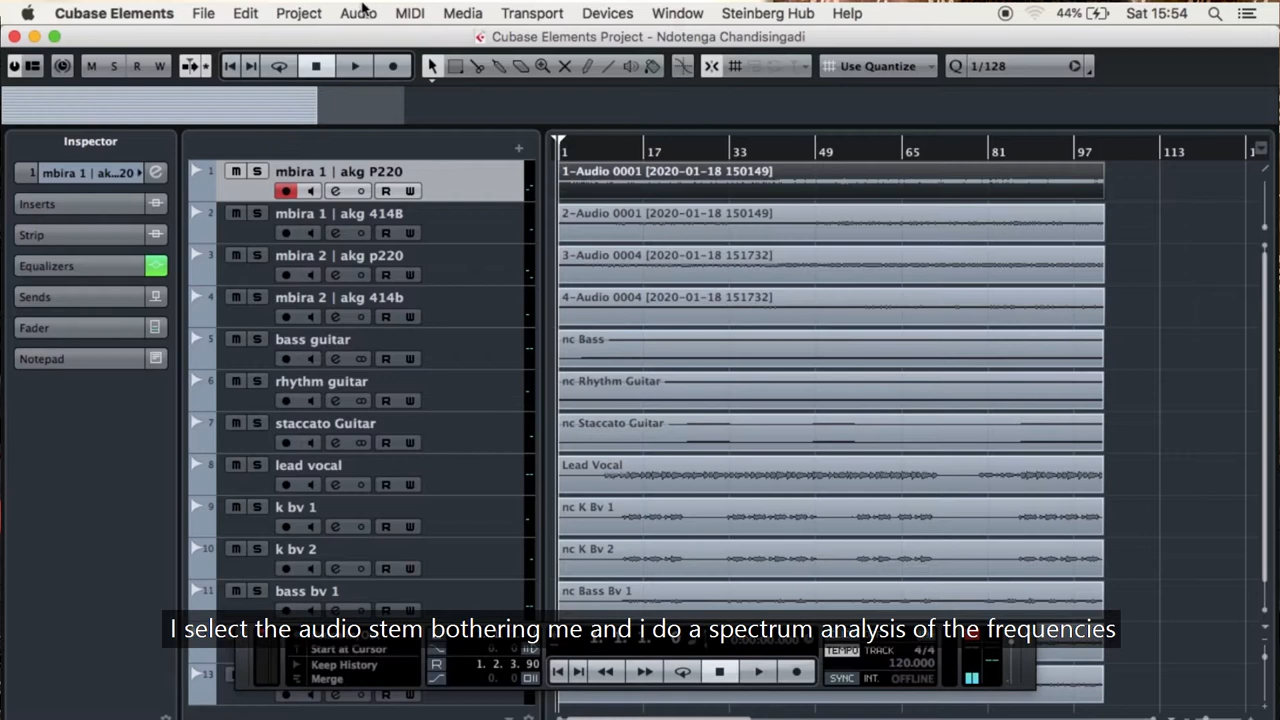 Cubase Elements File Edit Project Audio MIDI Media Transport Devices Window Steinberg Hub Help 44% Sat 15:54
Cubase Elements Project - Ndotenga Chandisingadi
M S R W Use Quantize Q 1/128
Inspector
1 mbira 1 | ak...20
Inserts
Strip
Equalizers
Sends
Fader
Notepad
1 17 33 49 65 81 97 113
1 m S mbira 1 | akg P220
R W
2 m S mbira 1 | akg 414B
R W
3 m S mbira 2 | akg p220
R W
4 m S mbira 2 | akg 414b
R W
5 m S bass guitar
R W
6 m S rhythm guitar
R W
7 m S staccato Guitar
R W
8 m S lead vocal
R W
9 m S k bv 1
R W
10 m S k bv 2
R W
11 m S bass bv 1
13
1-Audio 0001 [2020-01-18 150149]
2-Audio 0001 [2020-01-18 150149]
3-Audio 0004 [2020-01-18 151732]
4-Audio 0004 [2020-01-18 151732]
nc Bass
nc Rhythm Guitar
nc Staccato Guitar
Lead Vocal
nc K Bv 1
nc K Bv 2
nc Bass Bv 1
I select the audio stem bothering me and i do a spectrum analysis of the frequencies
Start at Cursor
Keep History
Merge
R 1. 2. 3. 90
TEMPO TRACK 4/4
120.000
SYNC INT. OFFLINE